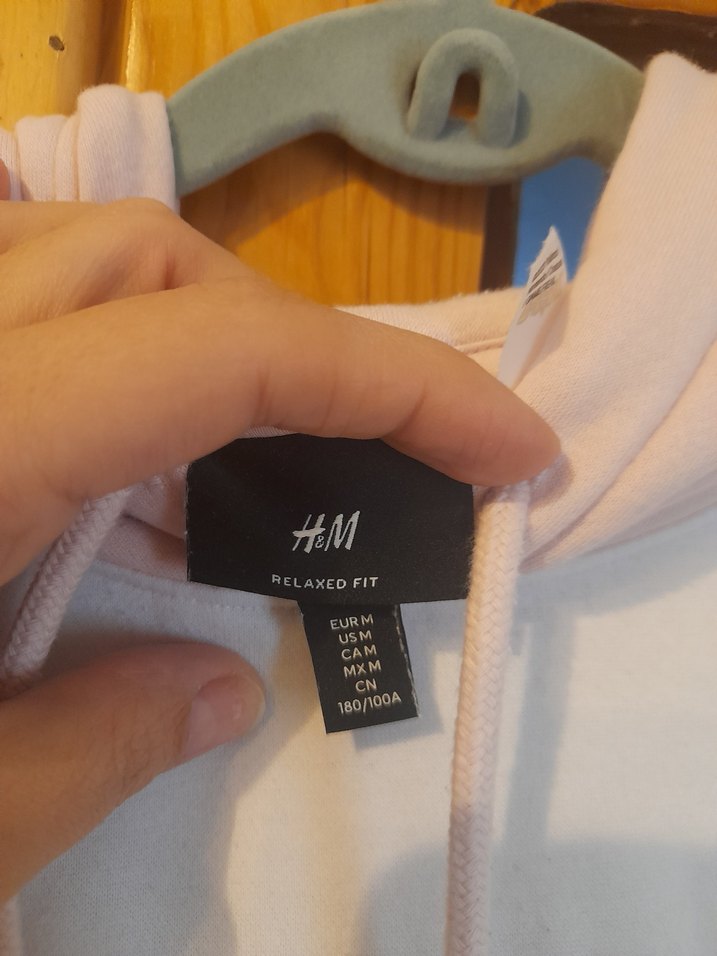 H&M
RELAXED FIT
EUR M
US M
CA M
MX M
CN
180/100A